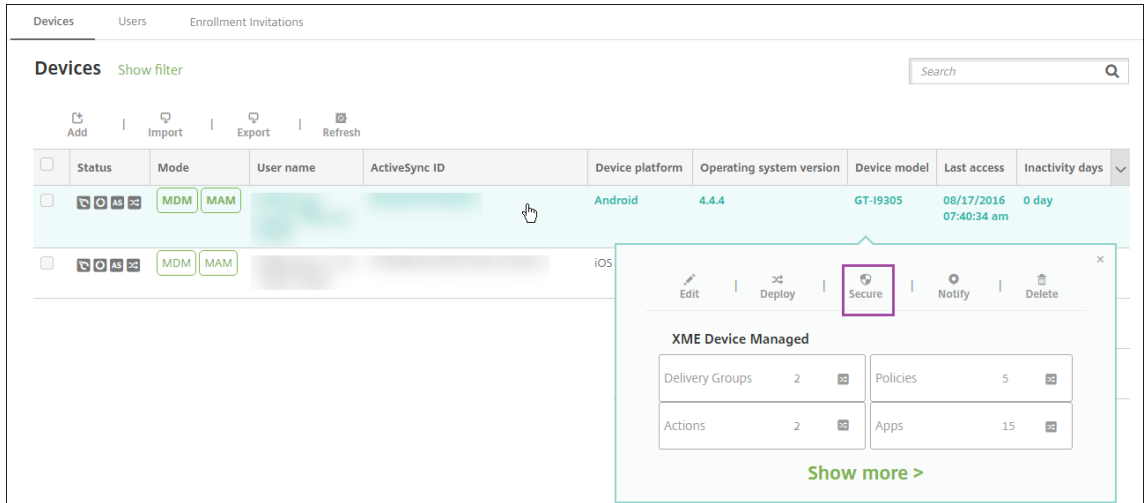 Devices Users Enrollment Invitations
Devices Show filter
Search
Add | Import | Export | Refresh
Status Mode User name ActiveSync ID Device platform Operating system version Device model Last access Inactivity days
AS MDM MAM Android 4.4.4 GT-I9305 08/17/2016 0 day
07:40:34 am
AS MDM MAM iOS
×
Edit | Deploy | Secure | Notify | Delete
XME Device Managed
Delivery Groups 2 Policies 5
Actions 2 Apps 15
Show more >